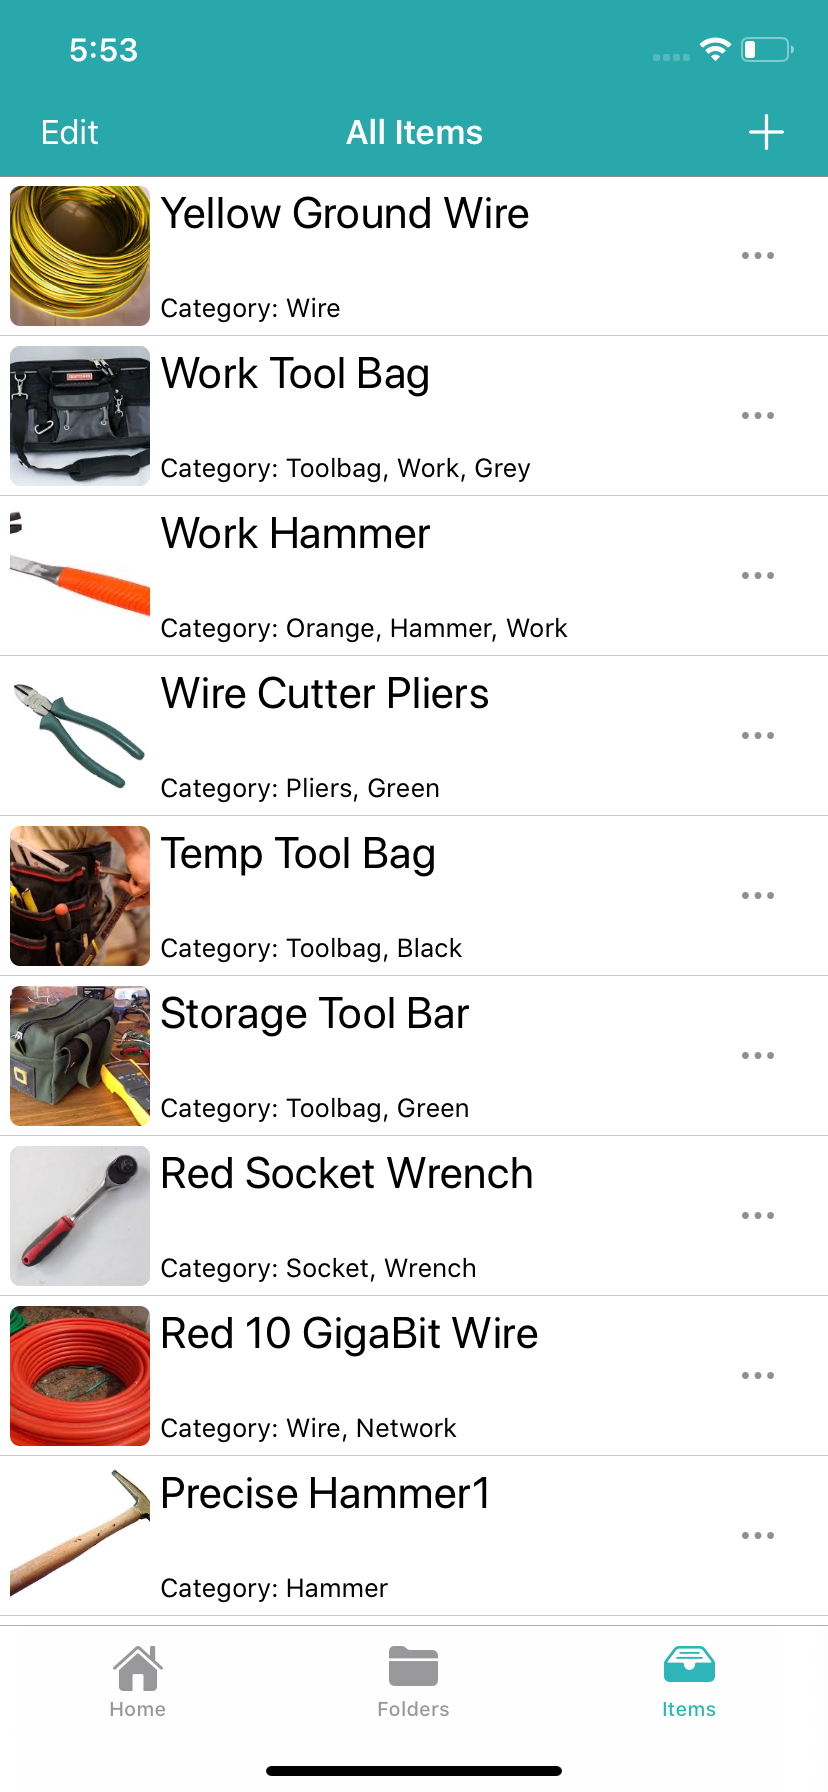 5:53
Edit
All Items
Yellow Ground Wire
Category: Wire
Work Tool Bag
Category: Toolbag, Work, Grey
Work Hammer
Category: Orange, Hammer, Work
Wire Cutter Pliers
Category: Pliers, Green
Temp Tool Bag
Category: Toolbag, Black
Storage Tool Bar
Category: Toolbag, Green
Red Socket Wrench
Category: Socket, Wrench
Red 10 GigaBit Wire
Category: Wire, Network
Precise Hammer1
Category: Hammer
Home
Folders
Items